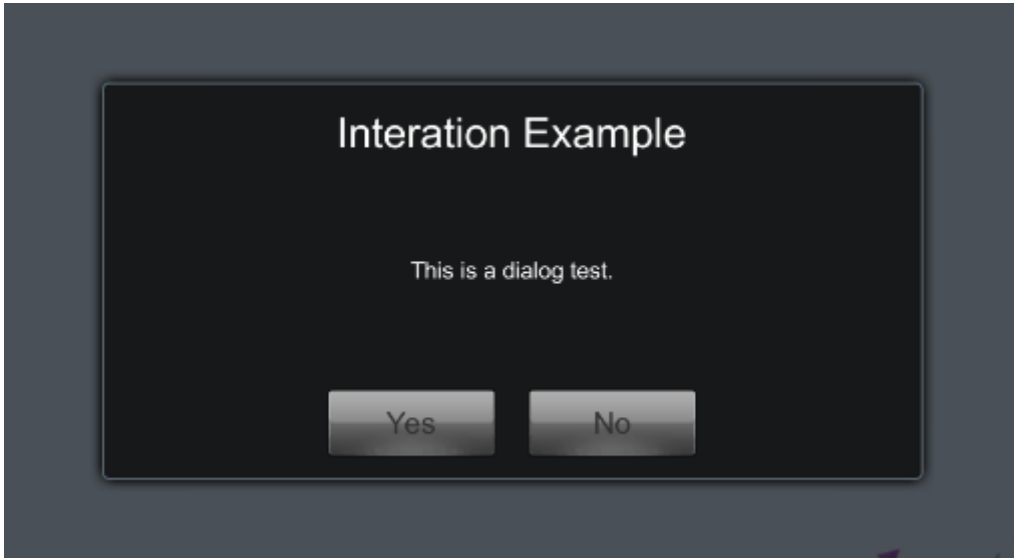 Interation Example
This is a dialog test.
Yes
No